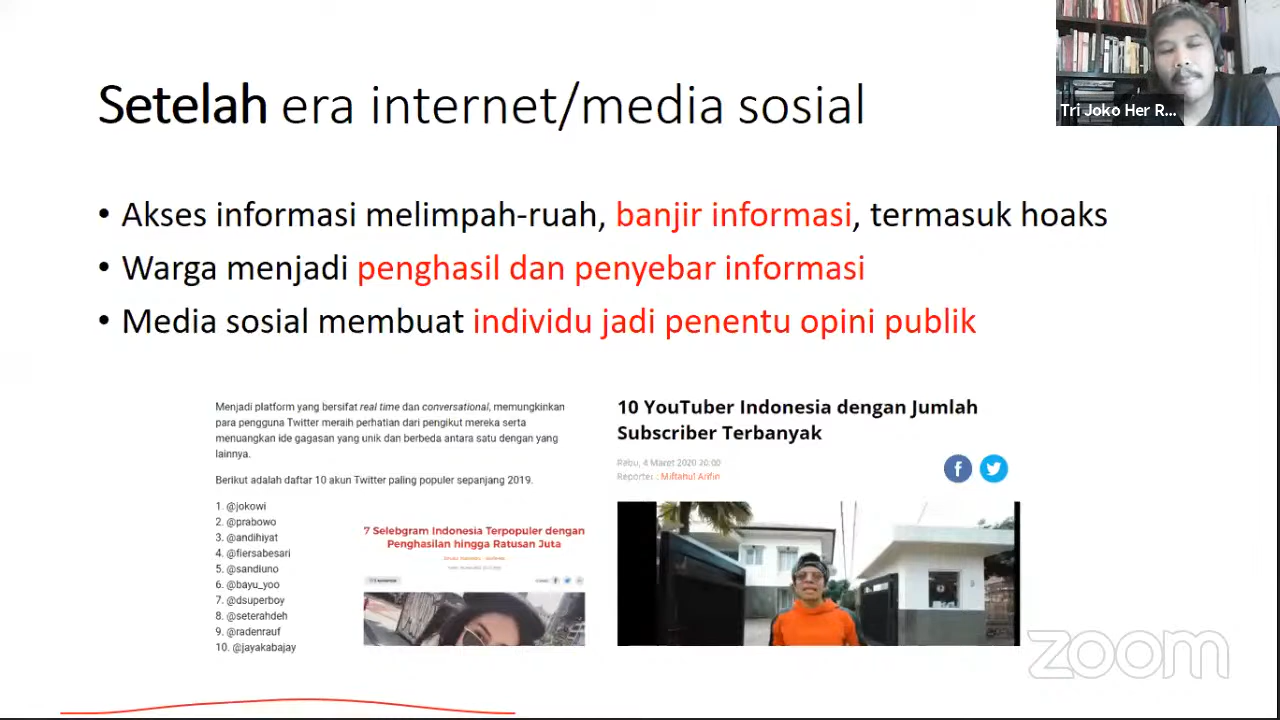 Tri Joko Her R...
Setelah era internet/media sosial
• Akses informasi melimpah-ruah, banjir informasi, termasuk hoaks
• Warga menjadi penghasil dan penyebar informasi
• Media sosial membuat individu jadi penentu opini publik
Menjadi platform yang bersifat real time dan conversational, memungkinkan
para pengguna Twitter meraih perhatian dari pengikut mereka serta
menuangkan ide gagasan yang unik dan berbeda antara satu dengan yang
lainnya.
Berikut adalah daftar 10 akun Twitter paling populer sepanjang 2019.
1. @jokowi
2. @prabowo
3. @andihiyat
4. @fiersabesari
5. @sandiuno
6. @bayu_yoo
7. @dsuperboy
8. @seterahdeh
9. @radenrauf
10. @jayakabajay
7 Selebgram Indonesia Terpopuler dengan
Penghasilan hingga Ratusan Juta
10 YouTuber Indonesia dengan Jumlah
Subscriber Terbanyak
Rabu, 4 Maret 2020 20:00
Reporter : Miftahul Arifin
zoom